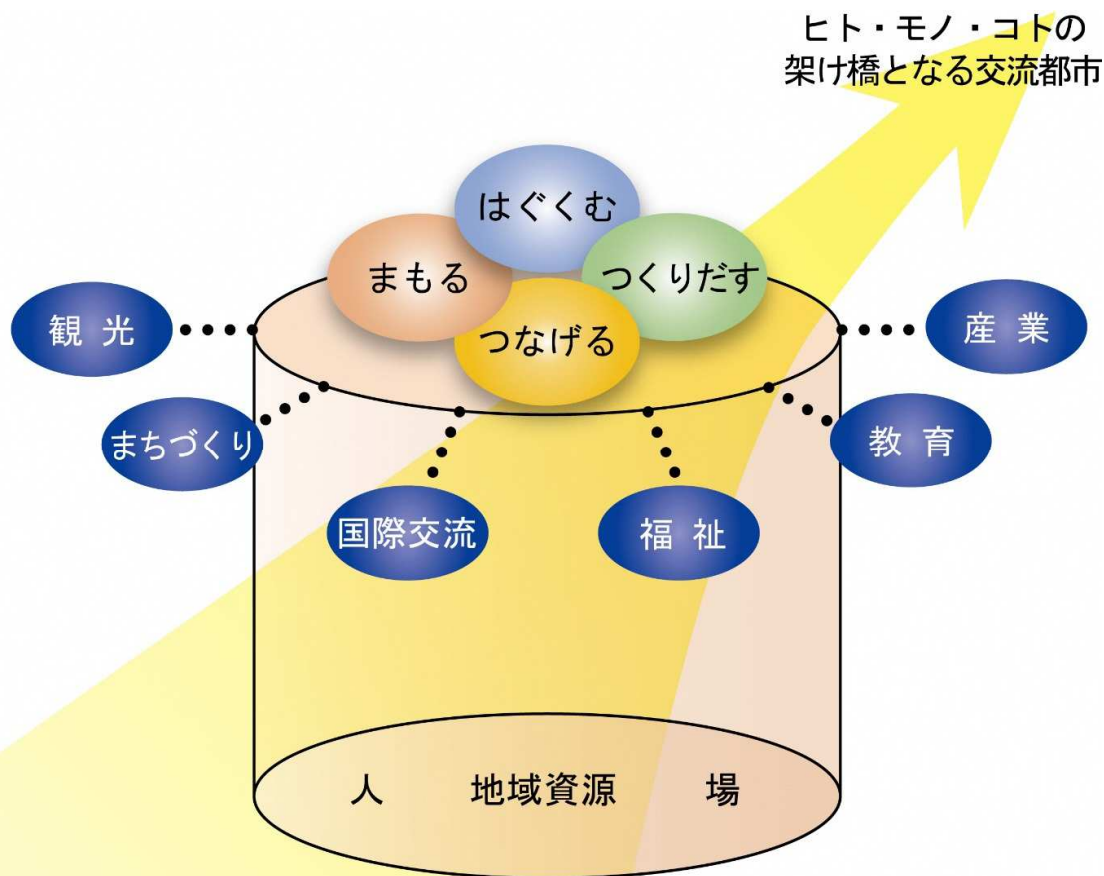 ヒト・モノ・コトの
架け橋となる交流都市
はぐくむ
まもる
つくりだす
つなげる
観光
産業
まちづくり
教育
国際交流
福祉
人 地域資源 場